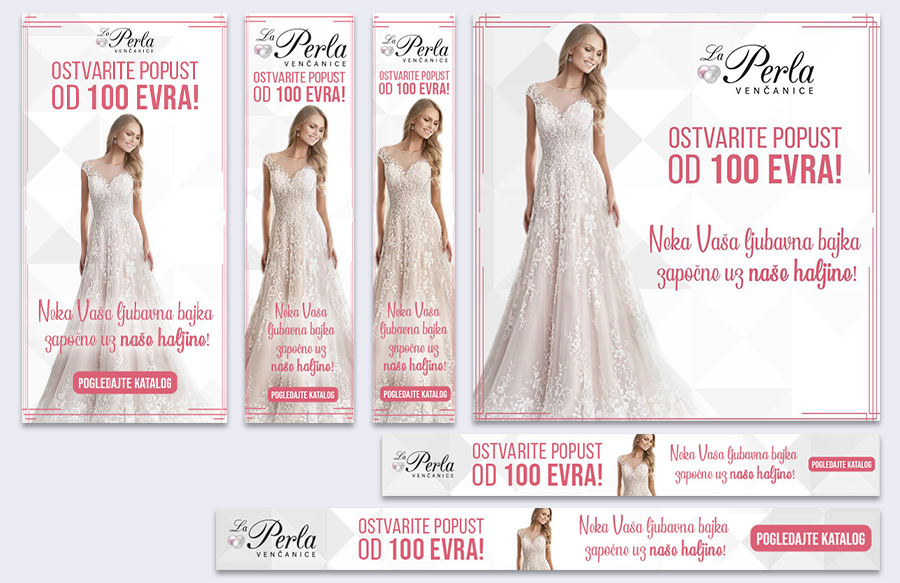 La Perla
VENČANICE
OSTVARITE POPUST
OD 100 EVRA!
Neka Vaša ljubavna bajka
započne uz naše haljine!
POGLEDAJTE KATALOG
La Perla
VENČANICE
OSTVARITE POPUST
OD 100 EVRA!
Neka
Vaša
ljubavna bajka
započne uz
naše haljine!
POGLEDAJTE KATALOG
La Perla
VENČANICE
OSTVARITE POPUST
OD 100 EVRA!
Neka
Vaša
ljubavna bajka
započne uz
naše haljine!
POGLEDAJTE KATALOG
La Perla
VENČANICE
OSTVARITE POPUST
OD 100 EVRA!
Neka Vaša ljubavna bajka
započne uz naše haljine!
La Perla
VENČANICE
OSTVARITE POPUST
OD 100 EVRA!
Neka Vaša ljubavna bajka
započne uz naše haljine!
POGLEDAJTE KATALOG
La Perla
VENČANICE
OSTVARITE POPUST
OD 100 EVRA!
Neka Vaša ljubavna bajka
započne uz naše haljine!
POGLEDAJTE KATALOG